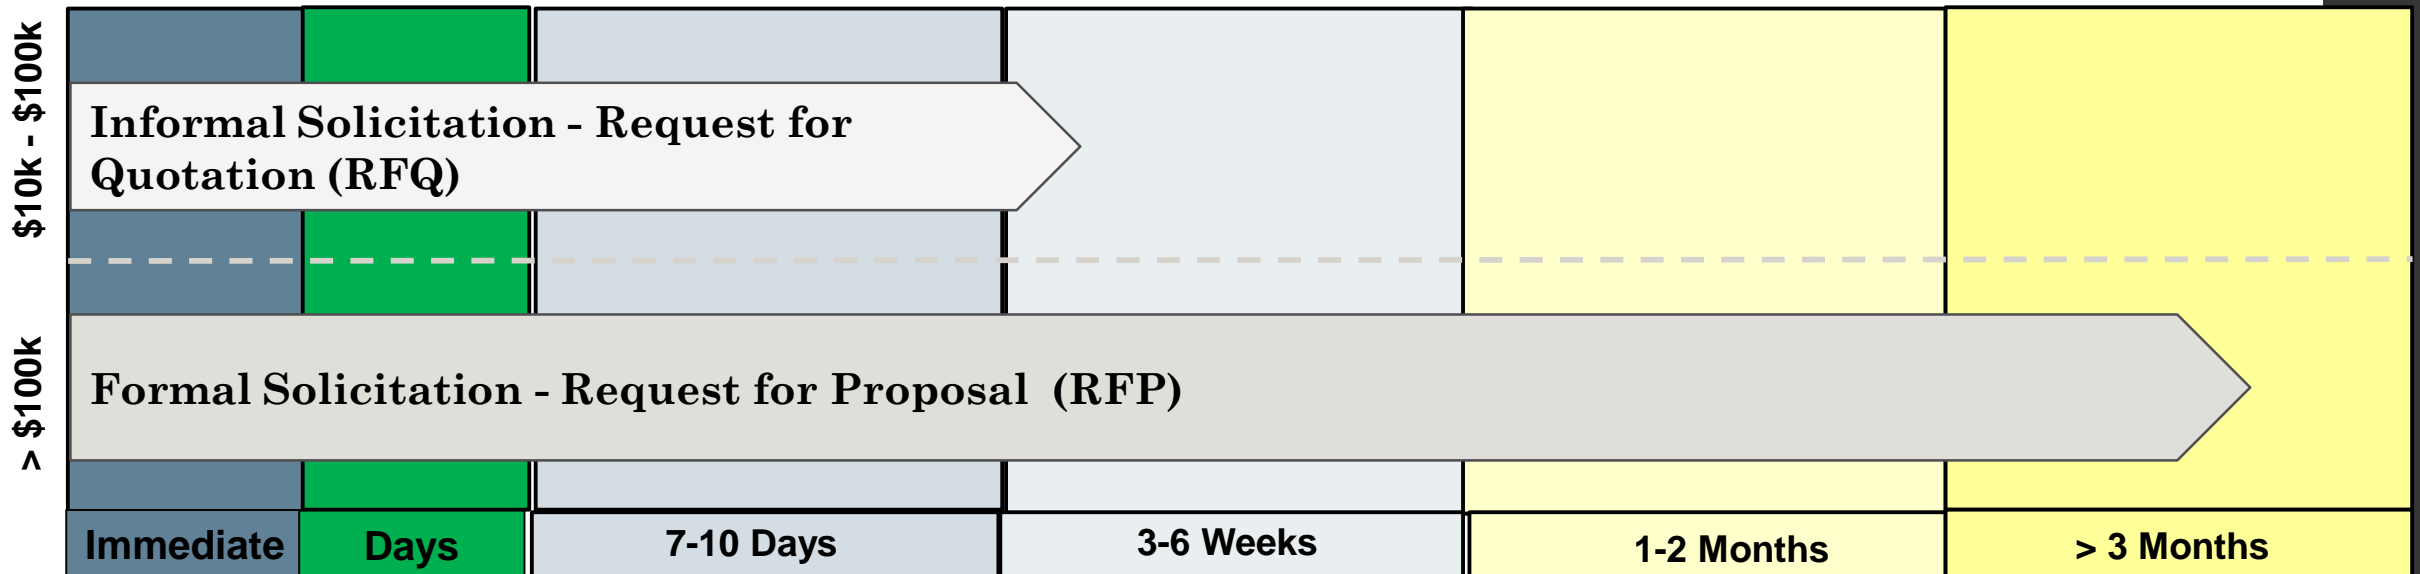 $10k - $100k
Informal Solicitation - Request for
Quotation (RFQ)
> $100k
Formal Solicitation - Request for Proposal (RFP)
Immediate
Days
7-10 Days
3-6 Weeks
1-2 Months
> 3 Months